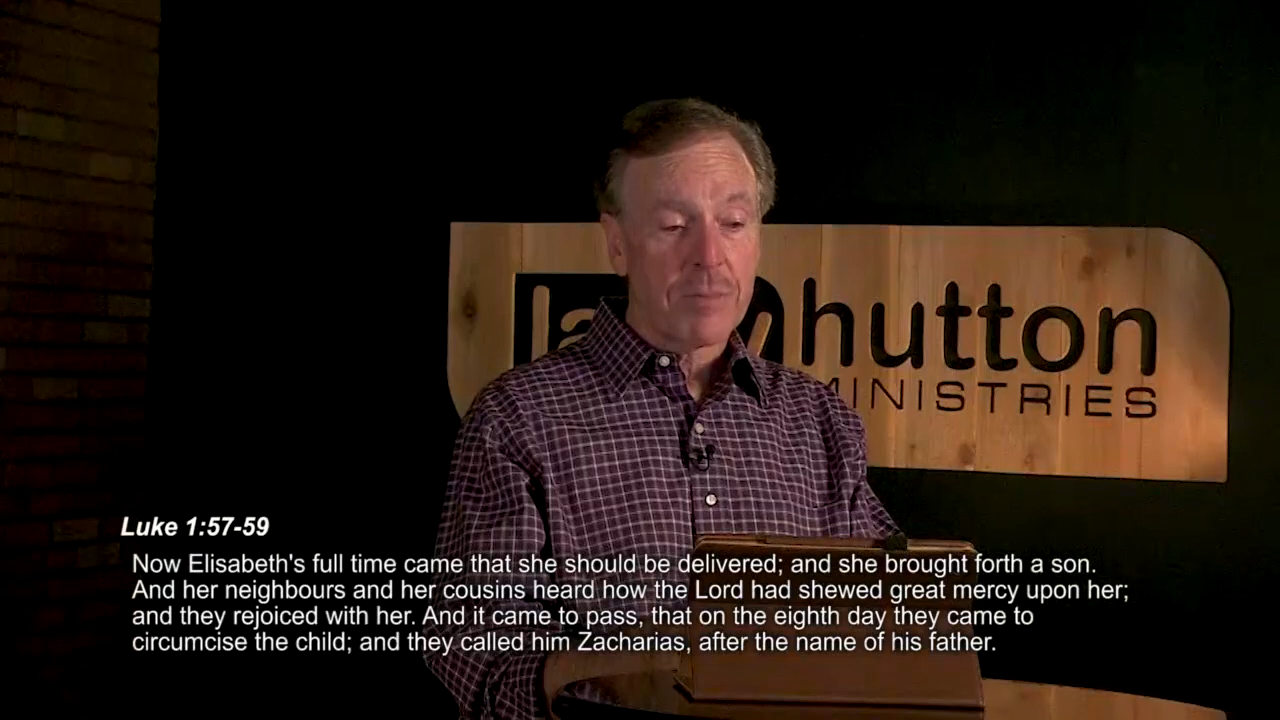 hutton
MINISTRIES
Luke 1:57-59
Now Elisabeth's full time came that she should be delivered; and she brought forth a son.
And her neighbours and her cousins heard how the Lord had shewed great mercy upon her;
and they rejoiced with her. And it came to pass, that on the eighth day they came to
circumcise the child; and they called him Zacharias, after the name of his father.